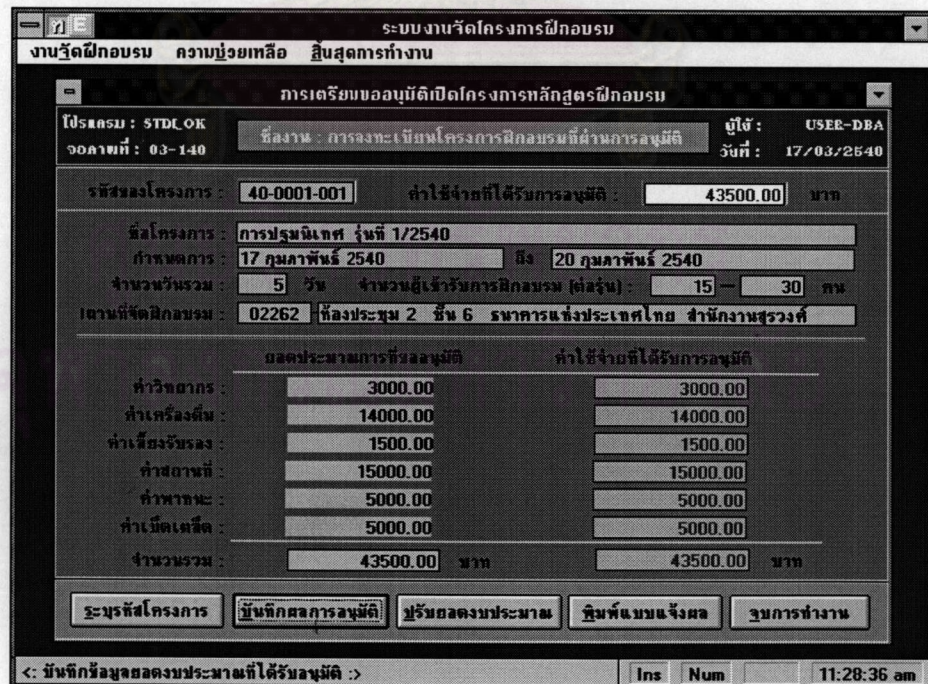 ก E ระบบงานจัดโครงการฝึกอบรม
งานจัดฝึกอบรม ความช่วยเหลือ สิ้นสุดการทำงาน
การเตรียมขออนุมัติเปิดโครงการหลักสูตรฝึกอบรม
โปรแกรม : STDL_OK
จอภาพที่ : 03-140
ชื่องาน : การลงทะเบียนโครงการฝึกอบรมที่ผ่านการอนุมัติ
ผู้ใช้ : USER-DBA
วันที่ : 17/03/2540
รหัสของโครงการ : 40-0001-001 ค่าใช้จ่ายที่ได้รับการอนุมัติ : 43500.00 บาท
ชื่อโครงการ : การปฐมนิเทศ รุ่นที่ 1/2540
กำหนดการ : 17 กุมภาพันธ์ 2540 ถึง 20 กุมภาพันธ์ 2540
จำนวนวันรวม : 5 วัน จำนวนผู้เข้ารับการฝึกอบรม (ต่อรุ่น) : 15 — 30 คน
สถานที่จัดฝึกอบรม : 02262 ห้องประชุม 2 ชั้น 6 ธนาคารแห่งประเทศไทย สำนักงานสุรวงศ์
ยอดประมาณการที่ขออนุมัติ ค่าใช้จ่ายที่ได้รับการอนุมัติ
ค่าวิทยากร : 3000.00 3000.00
ค่าเครื่องดื่ม : 14000.00 14000.00
ค่าเลี้ยงรับรอง : 1500.00 1500.00
ค่าสถานที่ : 15000.00 15000.00
ค่าพาหนะ : 5000.00 5000.00
ค่าเบ็ดเตล็ด : 5000.00 5000.00
จำนวนรวม : 43500.00 บาท 43500.00 บาท
ระบุรหัสโครงการ บันทึกผลการอนุมัติ ปรับยอดงบประมาณ พิมพ์แบบแจ้งผล จบการทำงาน
<: บันทึกข้อมูลยอดงบประมาณที่ได้รับอนุมัติ :> Ins Num 11:28:36 am